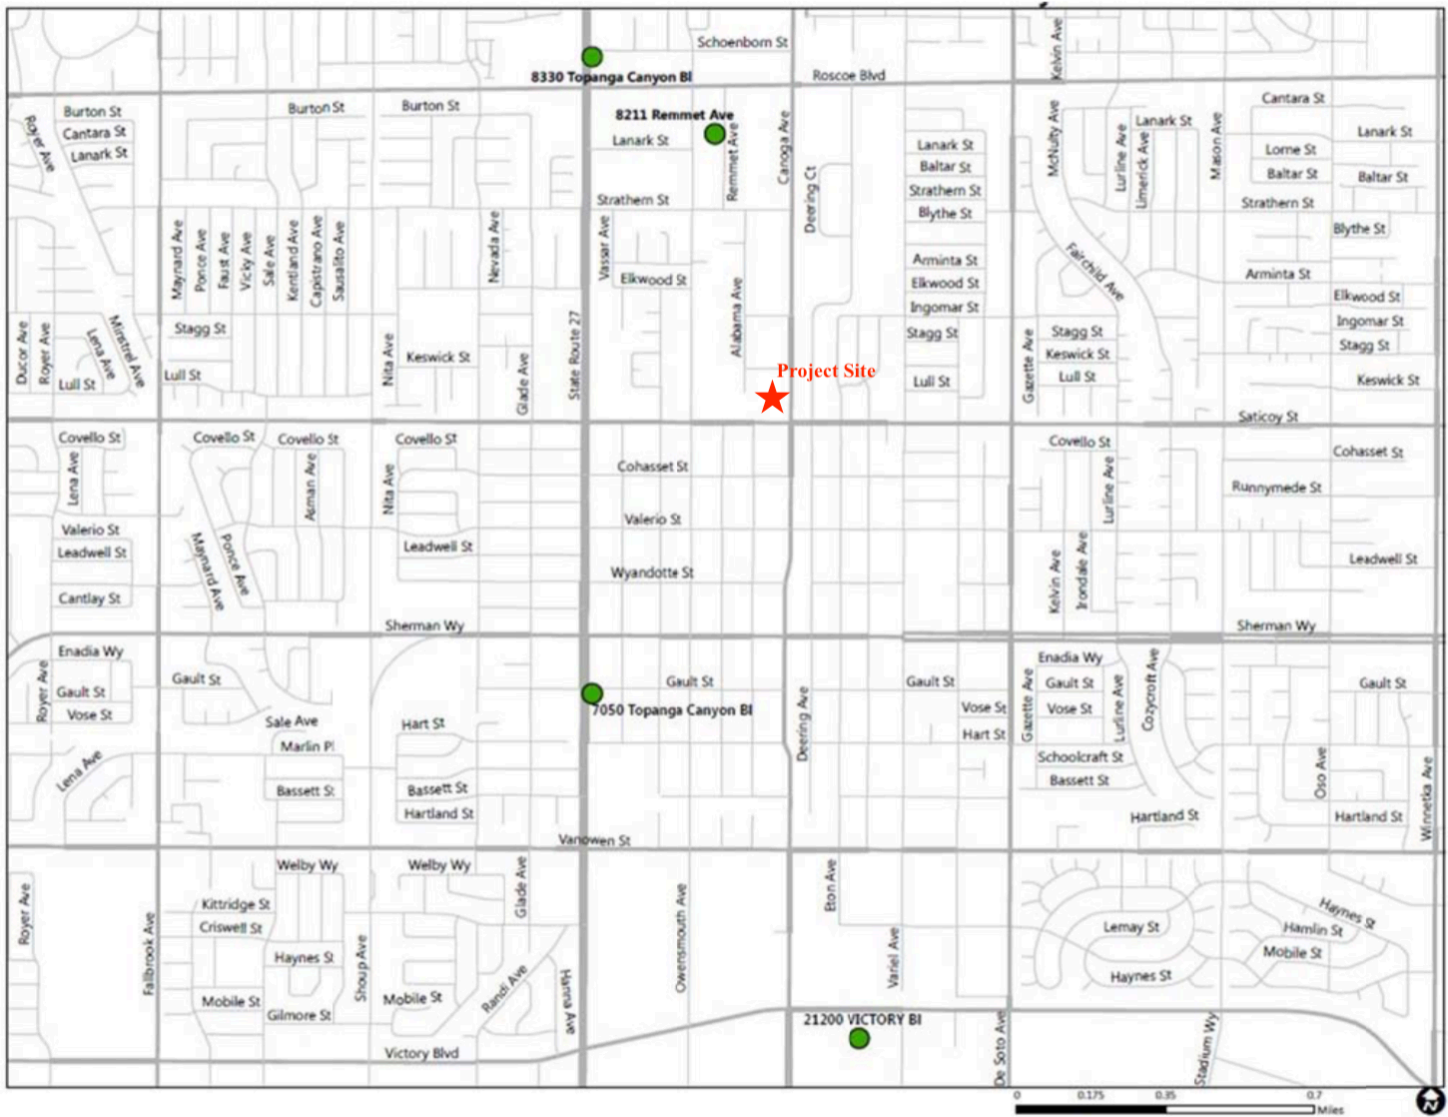 Schoenborn St
Kelvin Ave
8330 Topanga Canyon Bl
Roscoe Blvd
Burton St
Burton St
Burton St
8211 Remmet Ave
Cantara St
Royer Ave
Cantara St
Lanark St
Lanark St
Remmet Ave
Canoga Ave
Deering Ct
Lanark St
Baltar St
Strathern St
Blythe St
McNulty Ave
Lurline Ave
Limerick Ave
Lanark St
Mason Ave
Lorne St
Baltar St
Strathern St
Lanark St
Baltar St
Blythe St
Strathern St
Maynard Ave
Ponce Ave
Faust Ave
Vicky Ave
Sale Ave
Kentland Ave
Capistrano Ave
Sausalito Ave
Nevada Ave
Vassar Ave
Elkwood St
Alabama Ave
Arminta St
Elkwood St
Ingomar St
Stagg St
Lull St
Fairchild Ave
Arminta St
Elkwood St
Ingomar St
Stagg St
Keswick St
Ducor Ave
Royer Ave
Lena Ave
Minstrel Ave
Lull St
Stagg St
Lull St
Nita Ave
Keswick St
Glade Ave
State Route 27
Project Site
Gazette Ave
Stagg St
Keswick St
Lull St
Saticoy St
Covello St
Covello St
Covello St
Covello St
Lena Ave
Asman Ave
Nita Ave
Cohasset St
Covello St
Lurline Ave
Cohasset St
Runnymede St
Valerio St
Leadwell St
Cantlay St
Maynard Ave
Ponce Ave
Leadwell St
Valerio St
Wyandotte St
Kelvin Ave
Irondale Ave
Leadwell St
Sherman Wy
Sherman Wy
Enadia Wy
Royer Ave
Gault St
Vose St
Gault St
Sale Ave
Marlin Pl
Hart St
Gault St
7050 Topanga Canyon Bl
Deering Ave
Gault St
Vose St
Hart St
Gazette Ave
Enadia Wy
Gault St
Vose St
Lurline Ave
Cozycroft Ave
Gault St
Schoolcraft St
Bassett St
Lena Ave
Bassett St
Bassett St
Hartland St
Hartland St
Oso Ave
Hartland St
Winnetka Ave
Vanowen St
Welby Wy
Welby Wy
Glade Ave
Royer Ave
Fallbrook Ave
Kittridge St
Criswell St
Haynes St
Shoup Ave
Mobile St
Gilmore St
Mobile St
Randi Ave
Hanna Ave
Owensmouth Ave
Eton Ave
Variel Ave
Lemay St
Haynes St
Haynes St
Hamlin St
Mobile St
21200 VICTORY Bl
Victory Blvd
De Soto Ave
Stadium Wy
0 0.175 0.35 0.7
Miles
N